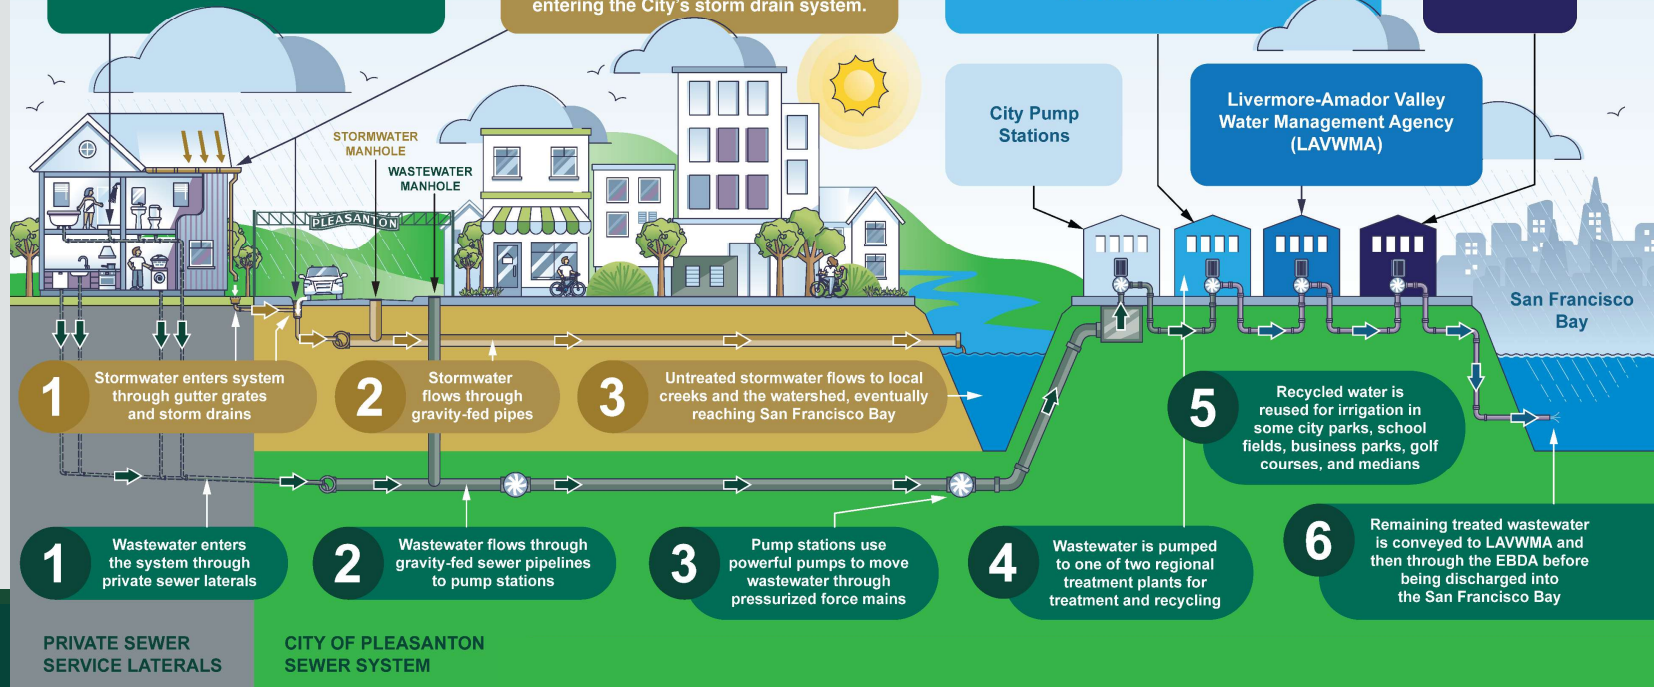 entering the City's storm drain system.
City Pump
Stations
Livermore-Amador Valley
Water Management Agency
(LAVWMA)
STORMWATER
MANHOLE
WASTEWATER
MANHOLE
PLEASANTON
San Francisco
Bay
1
Stormwater enters system
through gutter grates
and storm drains
2
Stormwater
flows through
gravity-fed pipes
3
Untreated stormwater flows to local
creeks and the watershed, eventually
reaching San Francisco Bay
1
Wastewater enters
the system through
private sewer laterals
2
Wastewater flows through
gravity-fed sewer pipelines
to pump stations
3
Pump stations use
powerful pumps to move
wastewater through
pressurized force mains
4
Wastewater is pumped
to one of two regional
treatment plants for
treatment and recycling
5
Recycled water is
reused for irrigation in
some city parks, school
fields, business parks, golf
courses, and medians
6
Remaining treated wastewater
is conveyed to LAVWMA and
then through the EBDA before
being discharged into
the San Francisco Bay
PRIVATE SEWER
SERVICE LATERALS
CITY OF PLEASANTON
SEWER SYSTEM